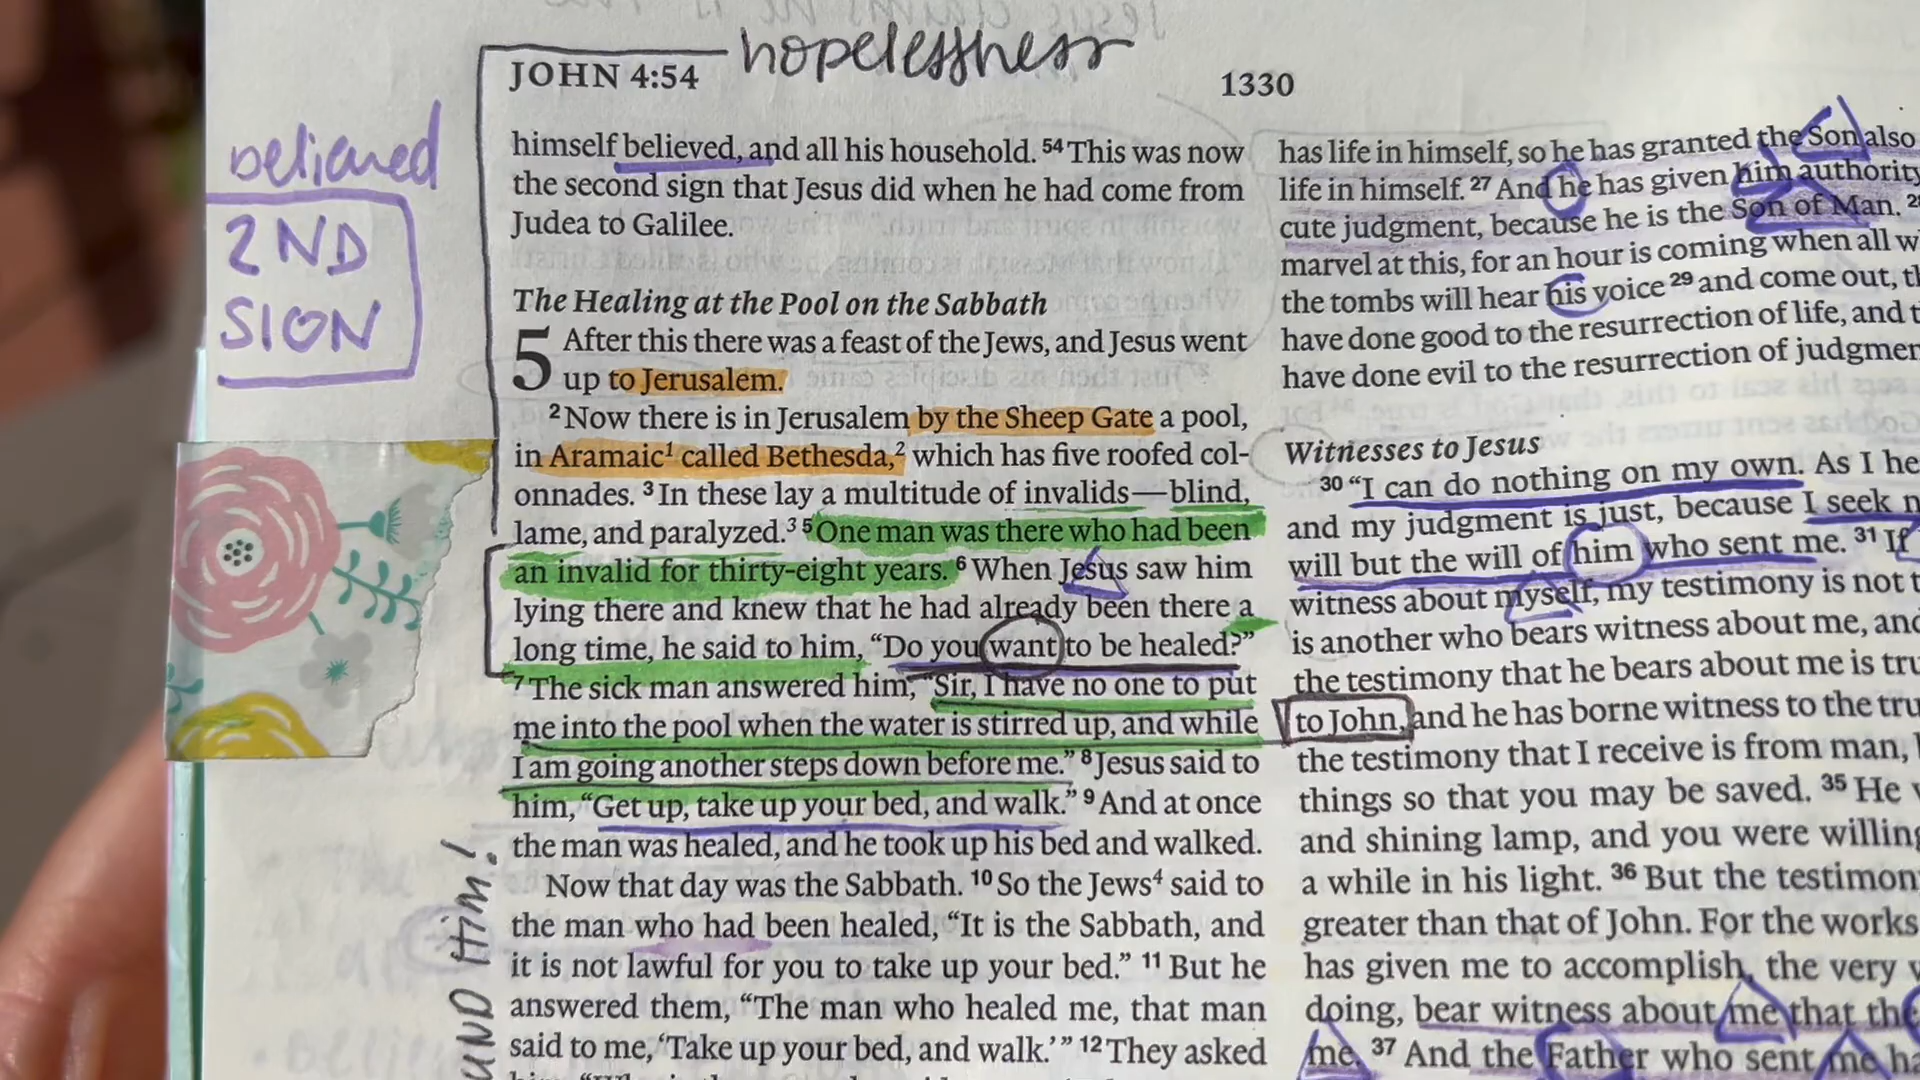 hopelessness
JOHN 4:54
1330
believed
2ND
SIGN
himself believed, and all his household. 54 This was now
the second sign that Jesus did when he had come from
Judea to Galilee.
The Healing at the Pool on the Sabbath
5 After this there was a feast of the Jews, and Jesus went
up to Jerusalem.
2 Now there is in Jerusalem by the Sheep Gate a pool,
in Aramaic1 called Bethesda,2 which has five roofed col-
onnades. 3 In these lay a multitude of invalids—blind,
lame, and paralyzed.3 5 One man was there who had been
an invalid for thirty-eight years. 6 When Jesus saw him
lying there and knew that he had already been there a
long time, he said to him, “Do you want to be healed?”
7 The sick man answered him, “Sir, I have no one to put
me into the pool when the water is stirred up, and while
I am going another steps down before me.” 8 Jesus said to
him, “Get up, take up your bed, and walk.” 9 And at once
the man was healed, and he took up his bed and walked.
Now that day was the Sabbath. 10 So the Jews4 said to
the man who had been healed, “It is the Sabbath, and
it is not lawful for you to take up your bed.” 11 But he
answered them, “The man who healed me, that man
said to me, ‘Take up your bed, and walk.’” 12 They asked
Him!
has life in himself, so he has granted the Son also
life in himself. 27 And he has given him authority
cute judgment, because he is the Son of Man.
marvel at this, for an hour is coming when all
the tombs will hear his voice 29 and come out,
have done good to the resurrection of life, and
have done evil to the resurrection of
Witnesses to Jesus
30 “I can do nothing on my own. As I
and my judgment is just, because I seek
will but the will of him who sent me. 31 If
witness about myself, my testimony is not
is another who bears witness about me,
the testimony that he bears about me is
to John, and he has borne witness to the
the testimony that I receive is from man,
things so that you may be saved. 35 He
and shining lamp, and you were
a while in his light. 36 But the
greater than that of John. For the works
has given me to accomplish, the very
doing, bear witness about me that
me. 37 And the Father who sent me